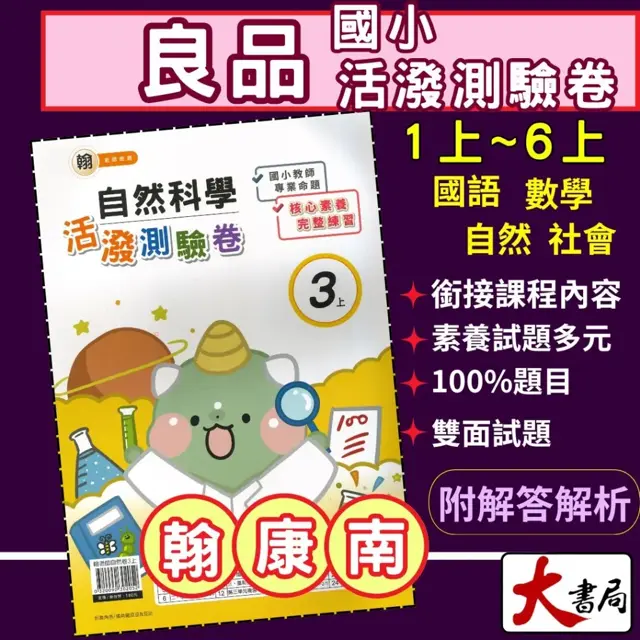 良品 國小
活潑測驗卷
1上~6上
國語 數學
自然 社會
銜接課程內容
素養試題多元
100%題目
雙面試題
附解答解析
大書局
翰
自然科學
活潑測驗卷
國小教師
專業命題
核心素養
完整練習
3上
100
翰 康 南